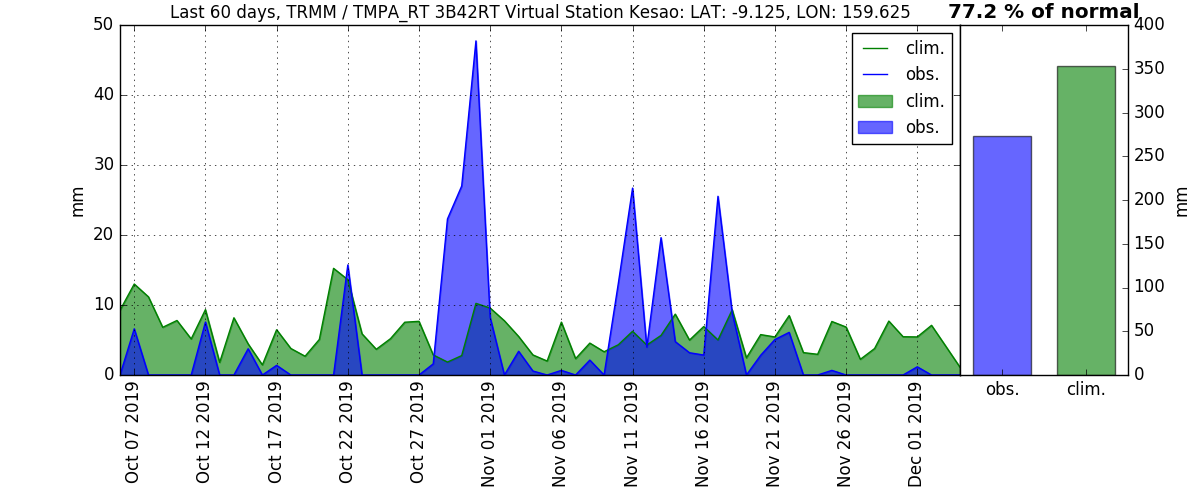 Last 60 days, TRMM / TMPA_RT 3B42RT Virtual Station Kesao: LAT: -9.125, LON: 159.625
77.2 % of normal
50
40
30
20
10
0
mm
clim.
obs.
clim.
obs.
400
350
300
250
200
150
100
50
0
mm
obs.
clim.
Oct 07 2019
Oct 12 2019
Oct 17 2019
Oct 22 2019
Oct 27 2019
Nov 01 2019
Nov 06 2019
Nov 11 2019
Nov 16 2019
Nov 21 2019
Nov 26 2019
Dec 01 2019